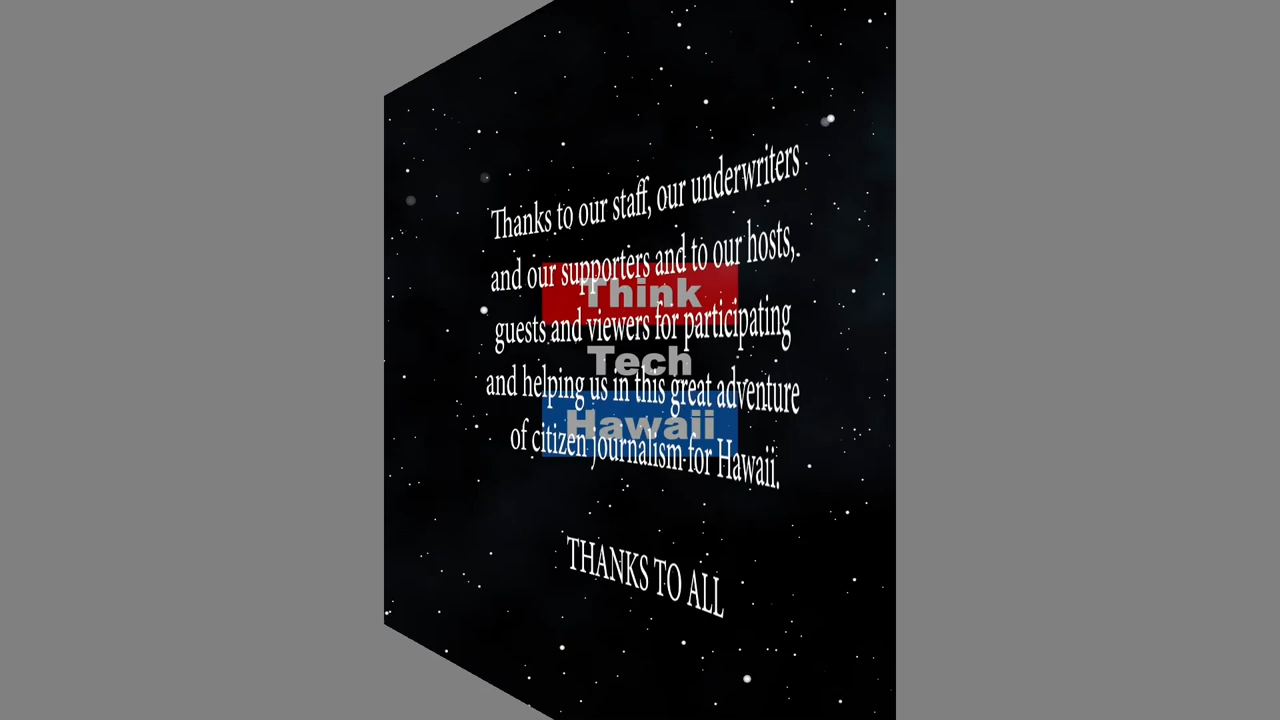 Thanks to our staff, our underwriters
and our supporters and to our hosts,.
Think
guests and viewers for participating
Tech
and helping us in this great adventure
Hawaii
of citizen journalism for Hawaii.
THANKS TO ALL